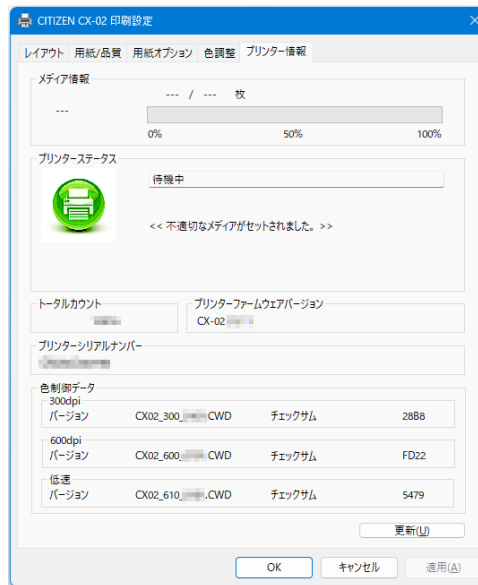 CITIZEN CX-02 印刷設定
レイアウト 用紙/品質 用紙オプション 色調整 プリンター情報
メディア情報
--- / --- 枚
---
0% 50% 100%
プリンターステータス
待機中
<< 不適切なメディアがセットされました。 >>
トータルカウント プリンターファームウェアバージョン
CX-02
プリンターシリアルナンバー
色制御データ
300dpi
バージョン CX02_300_ .CWD チェックサム 28B8
600dpi
バージョン CX02_600_ .CWD チェックサム FD22
低速
バージョン CX02_610_ .CWD チェックサム 5479
更新(U)
OK キャンセル 適用(A)